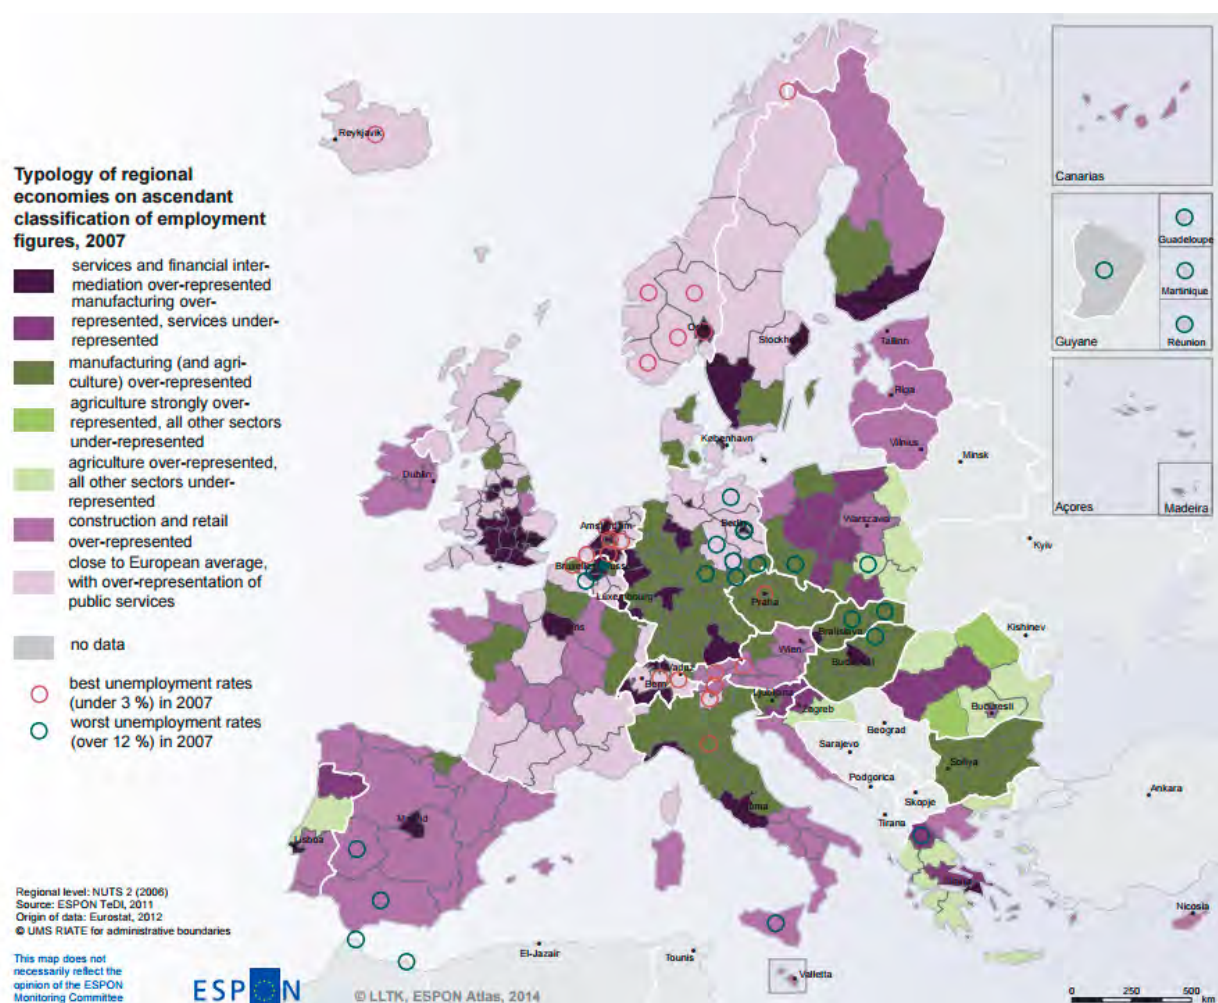 Typology of regional
economies on ascendant
classification of employment
figures, 2007
services and financial inter-
mediation over-represented
manufacturing over-
represented, services under-
represented
manufacturing (and agri-
culture) over-represented
agriculture strongly over-
represented, all other sectors
under-represented
agriculture over-represented,
all other sectors under-
represented
construction and retail
over-represented
close to European average,
with over-representation of
public services
no data
best unemployment rates
(under 3 %) in 2007
worst unemployment rates
(over 12 %) in 2007
Regional level: NUTS 2 (2006)
Source: ESPON TeDI, 2011
Origin of data: Eurostat, 2012
© UMS RIATE for administrative boundaries
This map does not
necessarily reflect the
opinion of the ESPON
Monitoring Committee
ESPON
© LLTK, ESPON Atlas, 2014
Reykjavik
Canarias
Guadeloupe
Martinique
Guyane
Réunion
Açores
Madeira
Tallinn
Riga
Vilnius
Minsk
København
Dublin
Amsterdam
Berlin
Warszawa
Kyiv
Luxembourg
Praha
Kishinev
Bratislava
Wien
Vaduz
Bern
Ljubljana
Zagreb
Bucuresti
Beograd
Sarajevo
Sofiya
Podgorica
Skopje
Tirana
Ankara
Madrid
Lisboa
Nicosia
El-Jazair
Tounis
Valletta
0 250 500
km